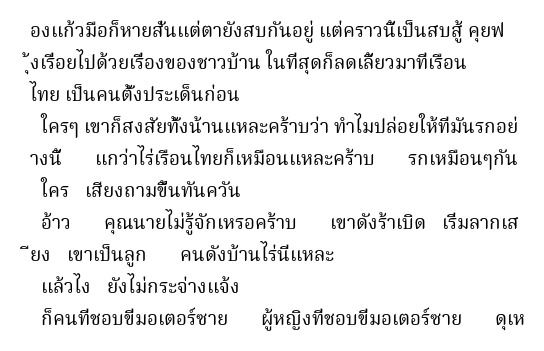 องแก้วมือก็หายสั่นแต่ตายังสบกันอยู่ แต่คราวนี้เป็นสบสู้ คุยฟ
ุ้งเรื่อยไปด้วยเรื่องของชาวบ้าน ในที่สุดก็ลดเลี้ยวมาที่เรือน
ไทย เป็นคนตั้งประเด็นก่อน
ใครๆ เขาก็สงสัยทั้งน้านแหละคร้าบว่า ทำไมปล่อยให้ที่มันรกอย่
างนี้ แกว่าไร่เรือนไทยก็เหมือนแหละคร้าบ รกเหมือนๆกัน
ใคร เสียงถามขึ้นทันควัน
อ้าว คุณนายไม่รู้จักเหรอคร้าบ เขาดังร้าเบิด เริ่มลากเส
ียง เขาเป็นลูก คนดังบ้านไร่นี่แหละ
แล้วไง ยังไม่กระจ่างแจ้ง
ก็คนที่ชอบขี่มอเตอร์ซาย ผู้หญิงที่ชอบขี่มอเตอร์ซาย ดุเห